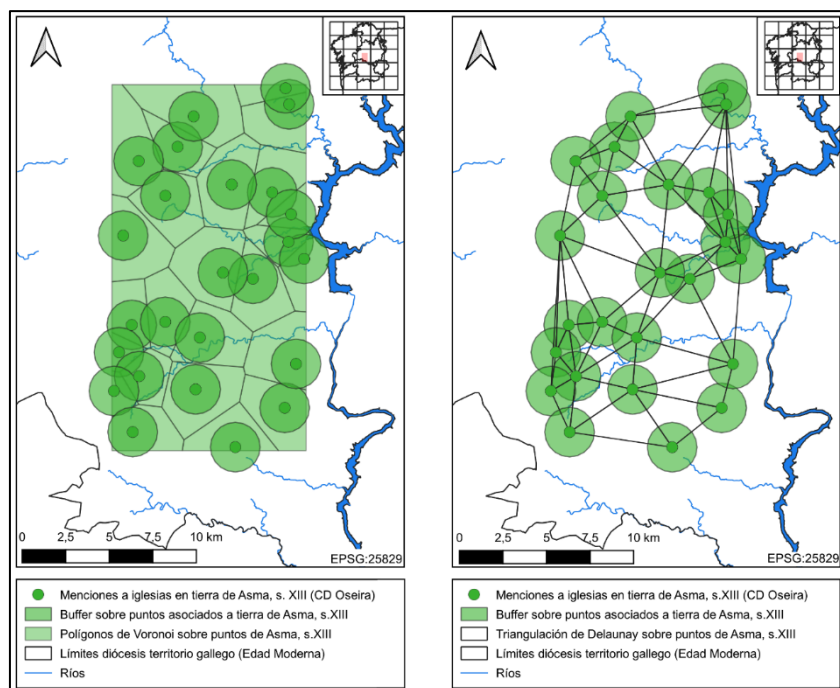 0 2,5 5 7,5 10 km
EPSG:25829
Menciones a iglesias en tierra de Asma, s. XIII (CD Oseira)
Buffer sobre puntos asociados a tierra de Asma, s.XIII
Polígonos de Voronoi sobre puntos de Asma, s.XIII
Límites diócesis territorio gallego (Edad Moderna)
Ríos
0 2,5 5 7,5 10 km
EPSG:25829
Menciones a iglesias en tierra de Asma, s.XIII (CD Oseira)
Buffer sobre puntos asociados a tierra de Asma, s.XIII
Triangulación de Delaunay sobre puntos de Asma, s.XIII
Límites diócesis territorio gallego (Edad Moderna)
Ríos